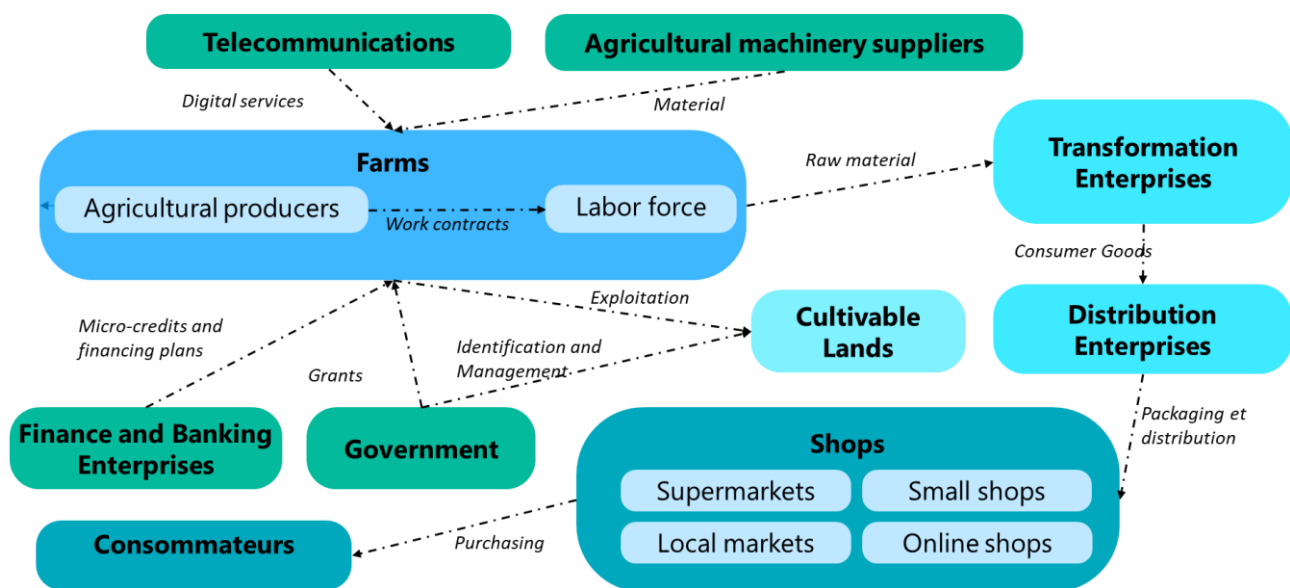 Telecommunications
Agricultural machinery suppliers
Digital services
Material
Farms
Agricultural producers
Work contracts
Labor force
Raw material
Transformation
Enterprises
Consumer Goods
Micro-credits and
financing plans
Grants
Exploitation
Identification and
Management
Cultivable
Lands
Distribution
Enterprises
Packaging et
distribution
Finance and Banking
Enterprises
Government
Shops
Supermarkets
Small shops
Local markets
Online shops
Purchasing
Consommateurs